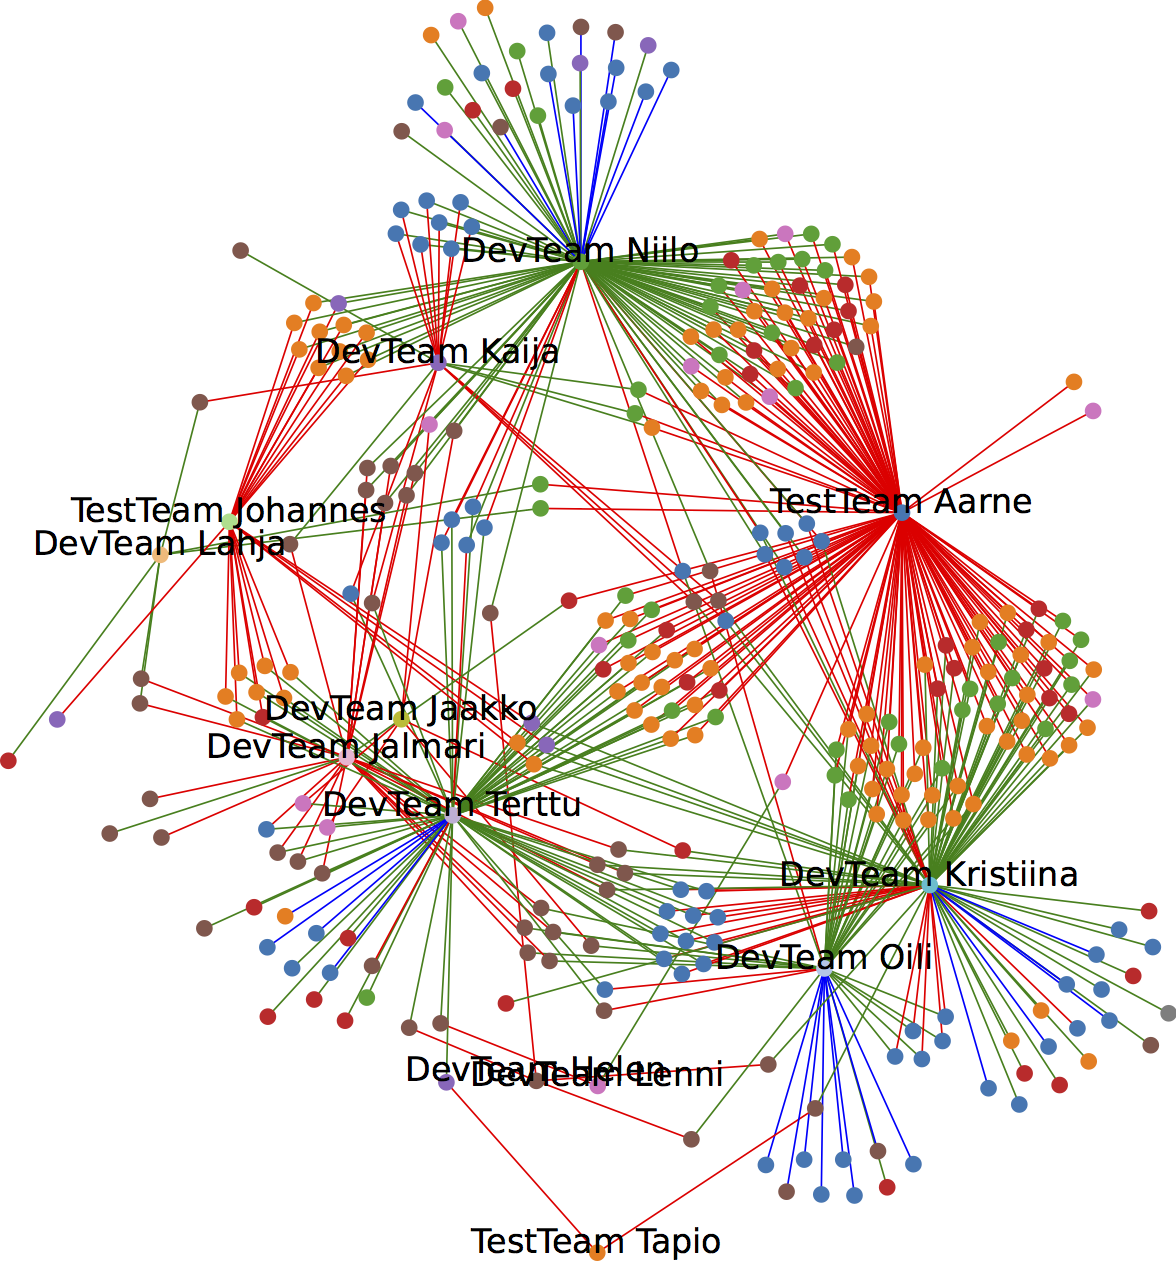 DevTeam Niilo
DevTeam Kaija
TestTeam Aarne
TestTeam Johannes
DevTeam Lahja
DevTeam Jaakko
DevTeam Jalmari
DevTeam Terttu
DevTeam Kristiina
DevTeam Oili
DevTeam Helen
DevTeam Lenni
TestTeam Tapio